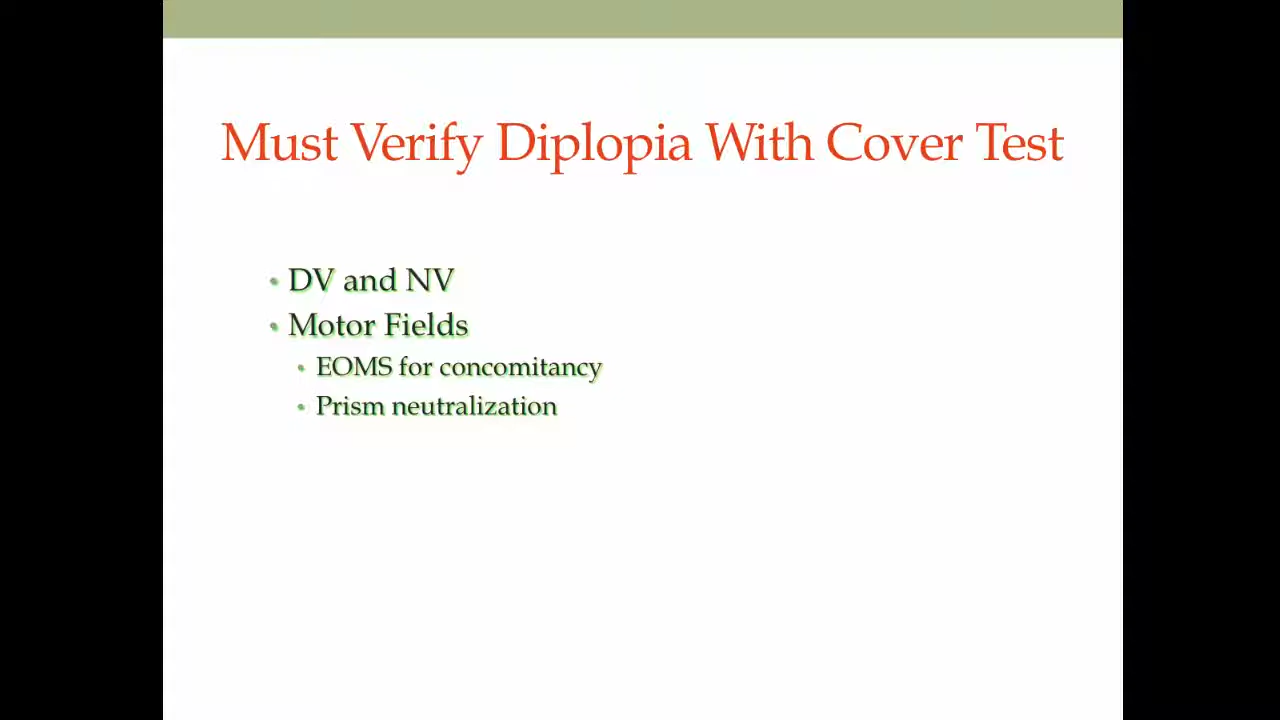 Must Verify Diplopia With Cover Test
• DV and NV
• Motor Fields
• EOMS for concomitancy
• Prism neutralization